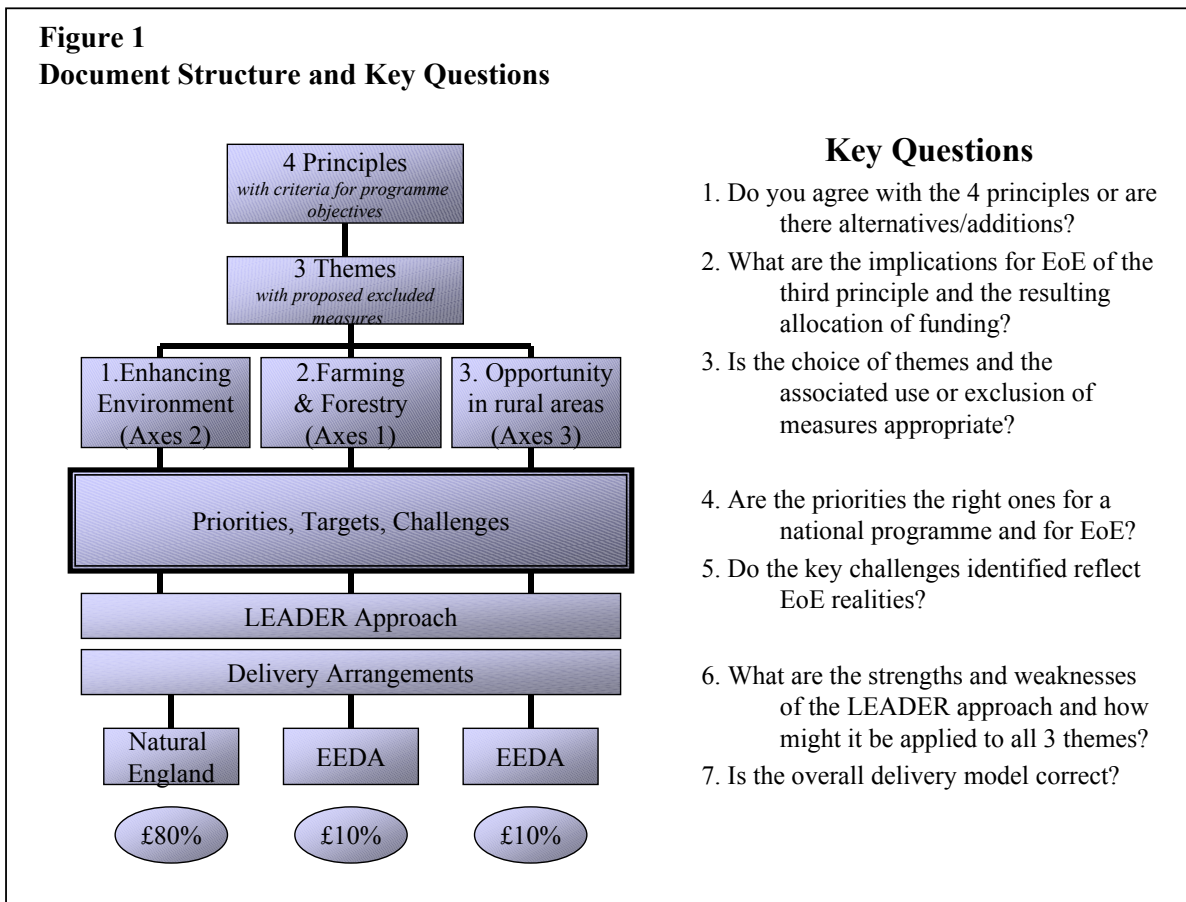 Figure 1
Document Structure and Key Questions
4 Principles
with criteria for programme
objectives
3 Themes
with proposed excluded
measures
1.Enhancing
Environment
(Axes 2)
2.Farming
& Forestry
(Axes 1)
3. Opportunity
in rural areas
(Axes 3)
Priorities, Targets, Challenges
LEADER Approach
Delivery Arrangements
Natural
England
EEDA
EEDA
£80%
£10%
£10%
Key Questions
1. Do you agree with the 4 principles or are
there alternatives/additions?
2. What are the implications for EoE of the
third principle and the resulting
allocation of funding?
3. Is the choice of themes and the
associated use or exclusion of
measures appropriate?
4. Are the priorities the right ones for a
national programme and for EoE?
5. Do the key challenges identified reflect
EoE realities?
6. What are the strengths and weaknesses
of the LEADER approach and how
might it be applied to all 3 themes?
7. Is the overall delivery model correct?